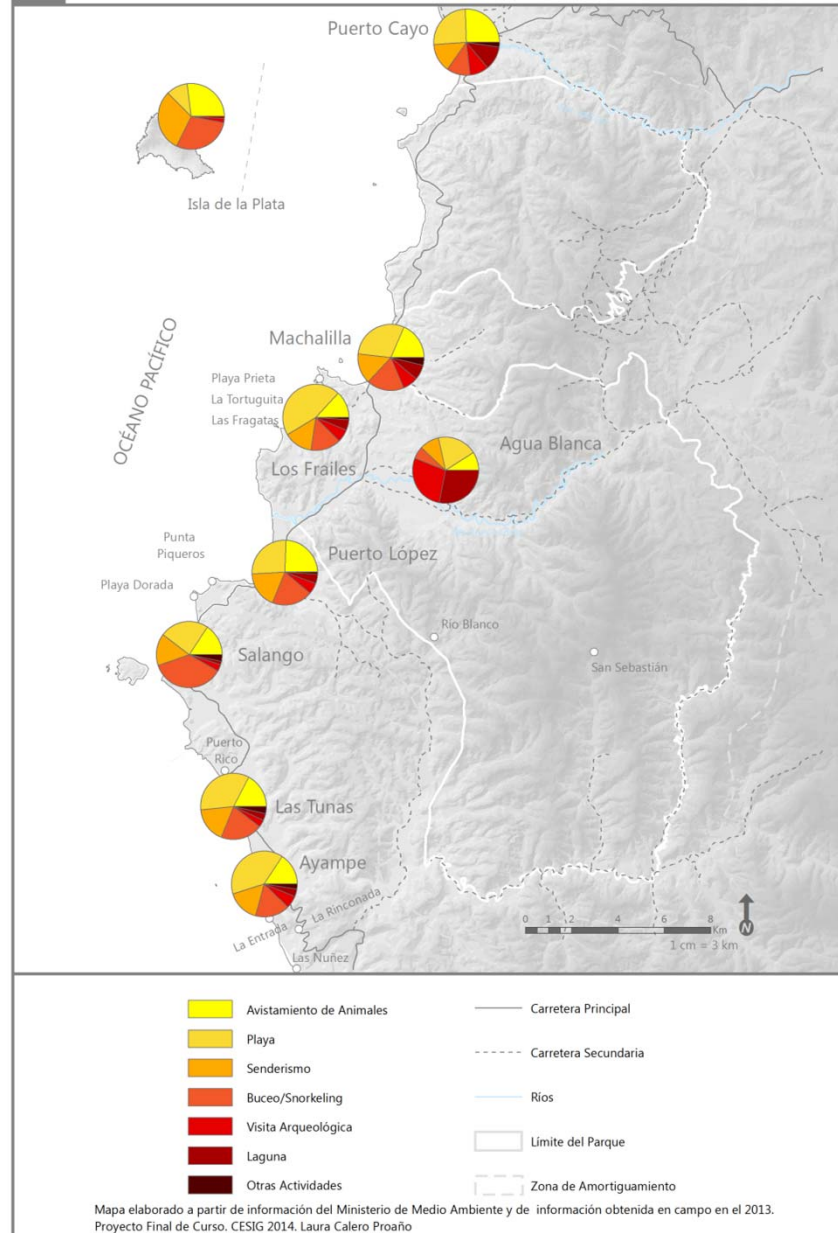 Puerto Cayo
Isla de la Plata
OCÉANO PACÍFICO
Machalilla
Playa Prieta
La Tortuguita
Las Fragatas
Los Frailes
Agua Blanca
Punta
Piqueros
Puerto López
Playa Dorada
Río Blanco
Salango
San Sebastián
Puerto
Rico
Las Tunas
Ayampe
La Rinconada
La Entrada
Las Nuñez
0 1 2 4 6 8
Km
1 cm = 3 km
N
Avistamiento de Animales
Playa
Senderismo
Buceo/Snorkeling
Visita Arqueológica
Laguna
Otras Actividades
Carretera Principal
Carretera Secundaria
Ríos
Límite del Parque
Zona de Amortiguamiento
Mapa elaborado a partir de información del Ministerio de Medio Ambiente y de información obtenida en campo en el 2013.
Proyecto Final de Curso. CESIG 2014. Laura Calero Proaño